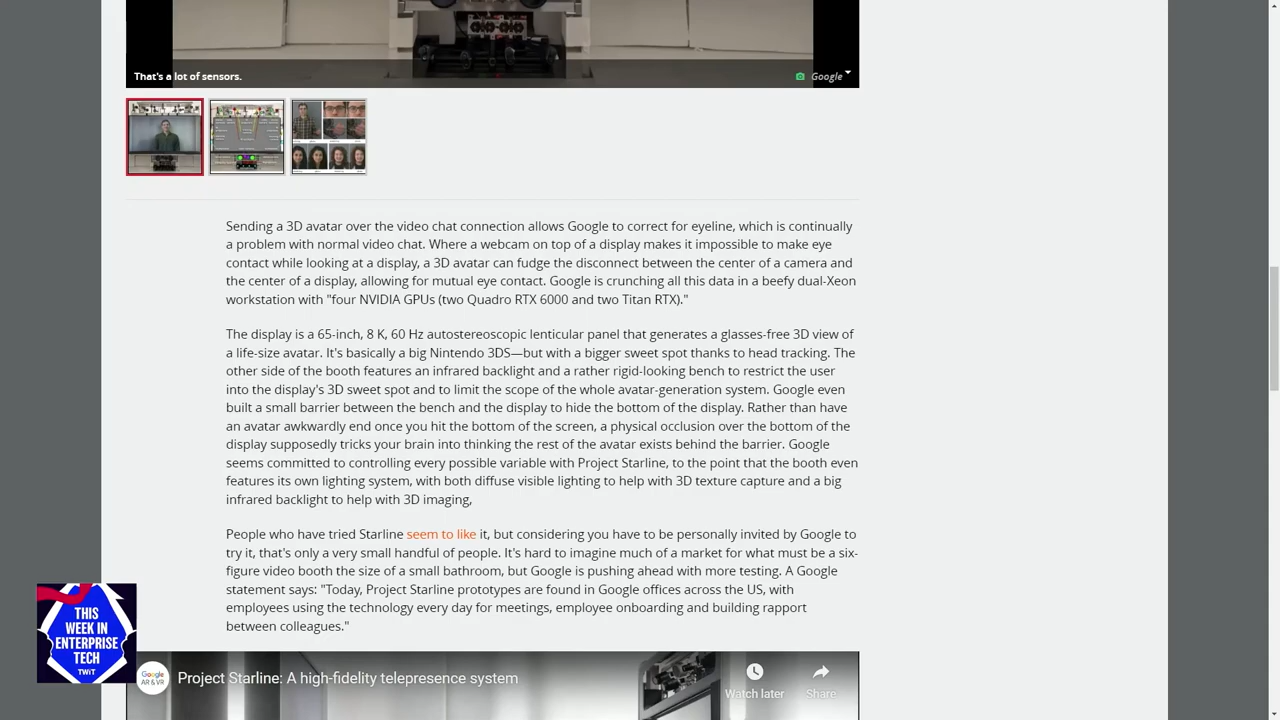 That's a lot of sensors.
Google
Sending a 3D avatar over the video chat connection allows Google to correct for eyeline, which is continually
a problem with normal video chat. Where a webcam on top of a display makes it impossible to make eye
contact while looking at a display, a 3D avatar can fudge the disconnect between the center of a camera and
the center of a display, allowing for mutual eye contact. Google is crunching all this data in a beefy dual-Xeon
workstation with "four NVIDIA GPUs (two Quadro RTX 6000 and two Titan RTX)."
The display is a 65-inch, 8 K, 60 Hz autostereoscopic lenticular panel that generates a glasses-free 3D view of
a life-size avatar. It's basically a big Nintendo 3DS—but with a bigger sweet spot thanks to head tracking. The
other side of the booth features an infrared backlight and a rather rigid-looking bench to restrict the user
into the display's 3D sweet spot and to limit the scope of the whole avatar-generation system. Google even
built a small barrier between the bench and the display to hide the bottom of the display. Rather than have
an avatar awkwardly end once you hit the bottom of the screen, a physical occlusion over the bottom of the
display supposedly tricks your brain into thinking the rest of the avatar exists behind the barrier. Google
seems committed to controlling every possible variable with Project Starline, to the point that the booth even
features its own lighting system, with both diffuse visible lighting to help with 3D texture capture and a big
infrared backlight to help with 3D imaging,
People who have tried Starline seem to like it, but considering you have to be personally invited by Google to
try it, that's only a very small handful of people. It's hard to imagine much of a market for what must be a six-
figure video booth the size of a small bathroom, but Google is pushing ahead with more testing. A Google
statement says: "Today, Project Starline prototypes are found in Google offices across the US, with
employees using the technology every day for meetings, employee onboarding and building rapport
between colleagues."
THIS
WEEK IN
ENTERPRISE
TECH
TWiT
Google
AR & VR
Project Starline: A high-fidelity telepresence system
Watch later
Share